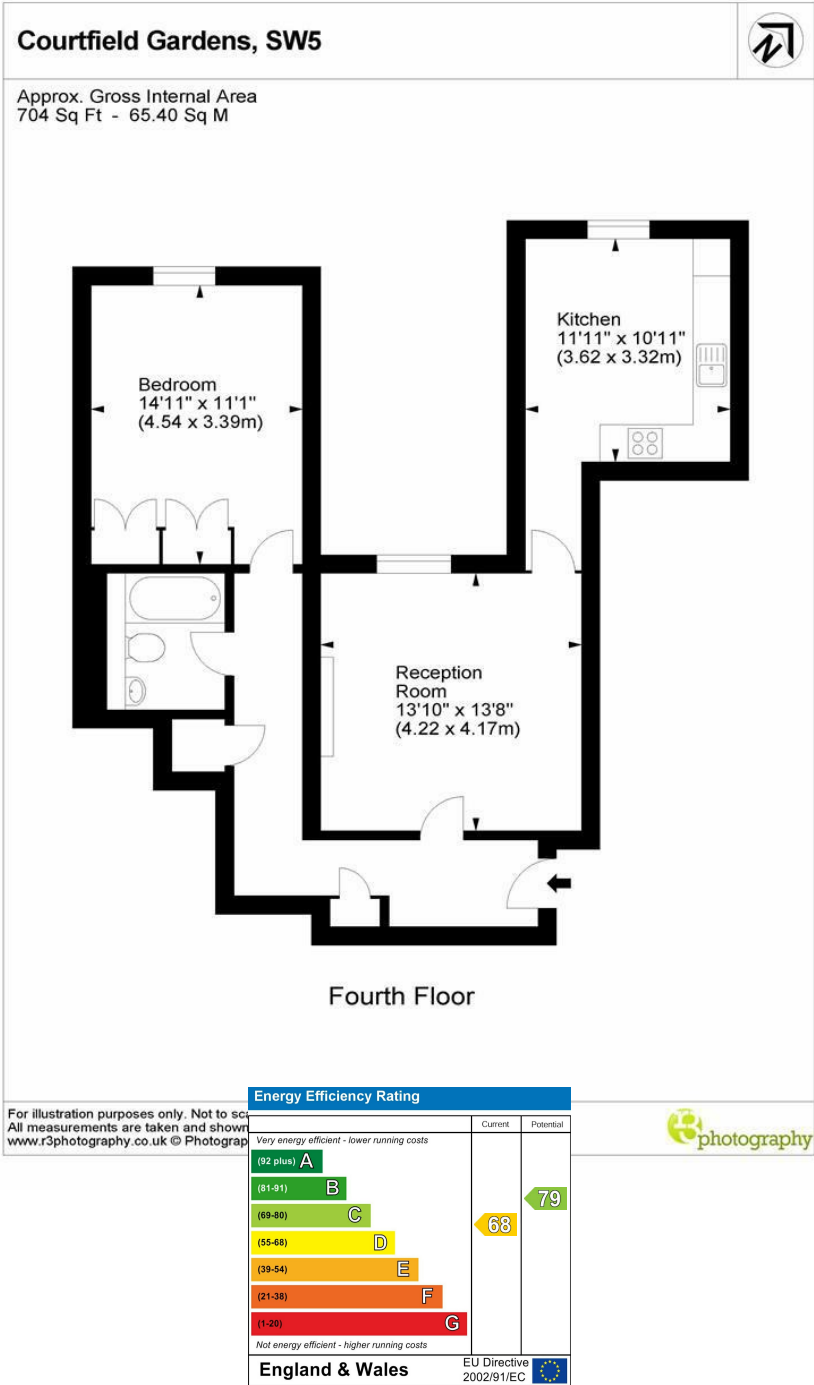 Courtfield Gardens, SW5
N
Approx. Gross Internal Area
704 Sq Ft - 65.40 Sq M
Kitchen
11'11" x 10'11"
(3.62 x 3.32m)
Bedroom
14'11" x 11'1"
(4.54 x 3.39m)
Reception
Room
13'10" x 13'8"
(4.22 x 4.17m)
Fourth Floor
For illustration purposes only. Not to
All measurements are taken and shown
www.r3photography.co.uk ©
r3photography
Energy Efficiency Rating
Current Potential
Very energy efficient - lower running costs
(92 plus) A
(81-91) B
(69-80) C
(55-68) D
(39-54) E
(21-38) F
(1-20) G
68
79
Not energy efficient - higher running costs
England & Wales
EU Directive
2002/91/EC